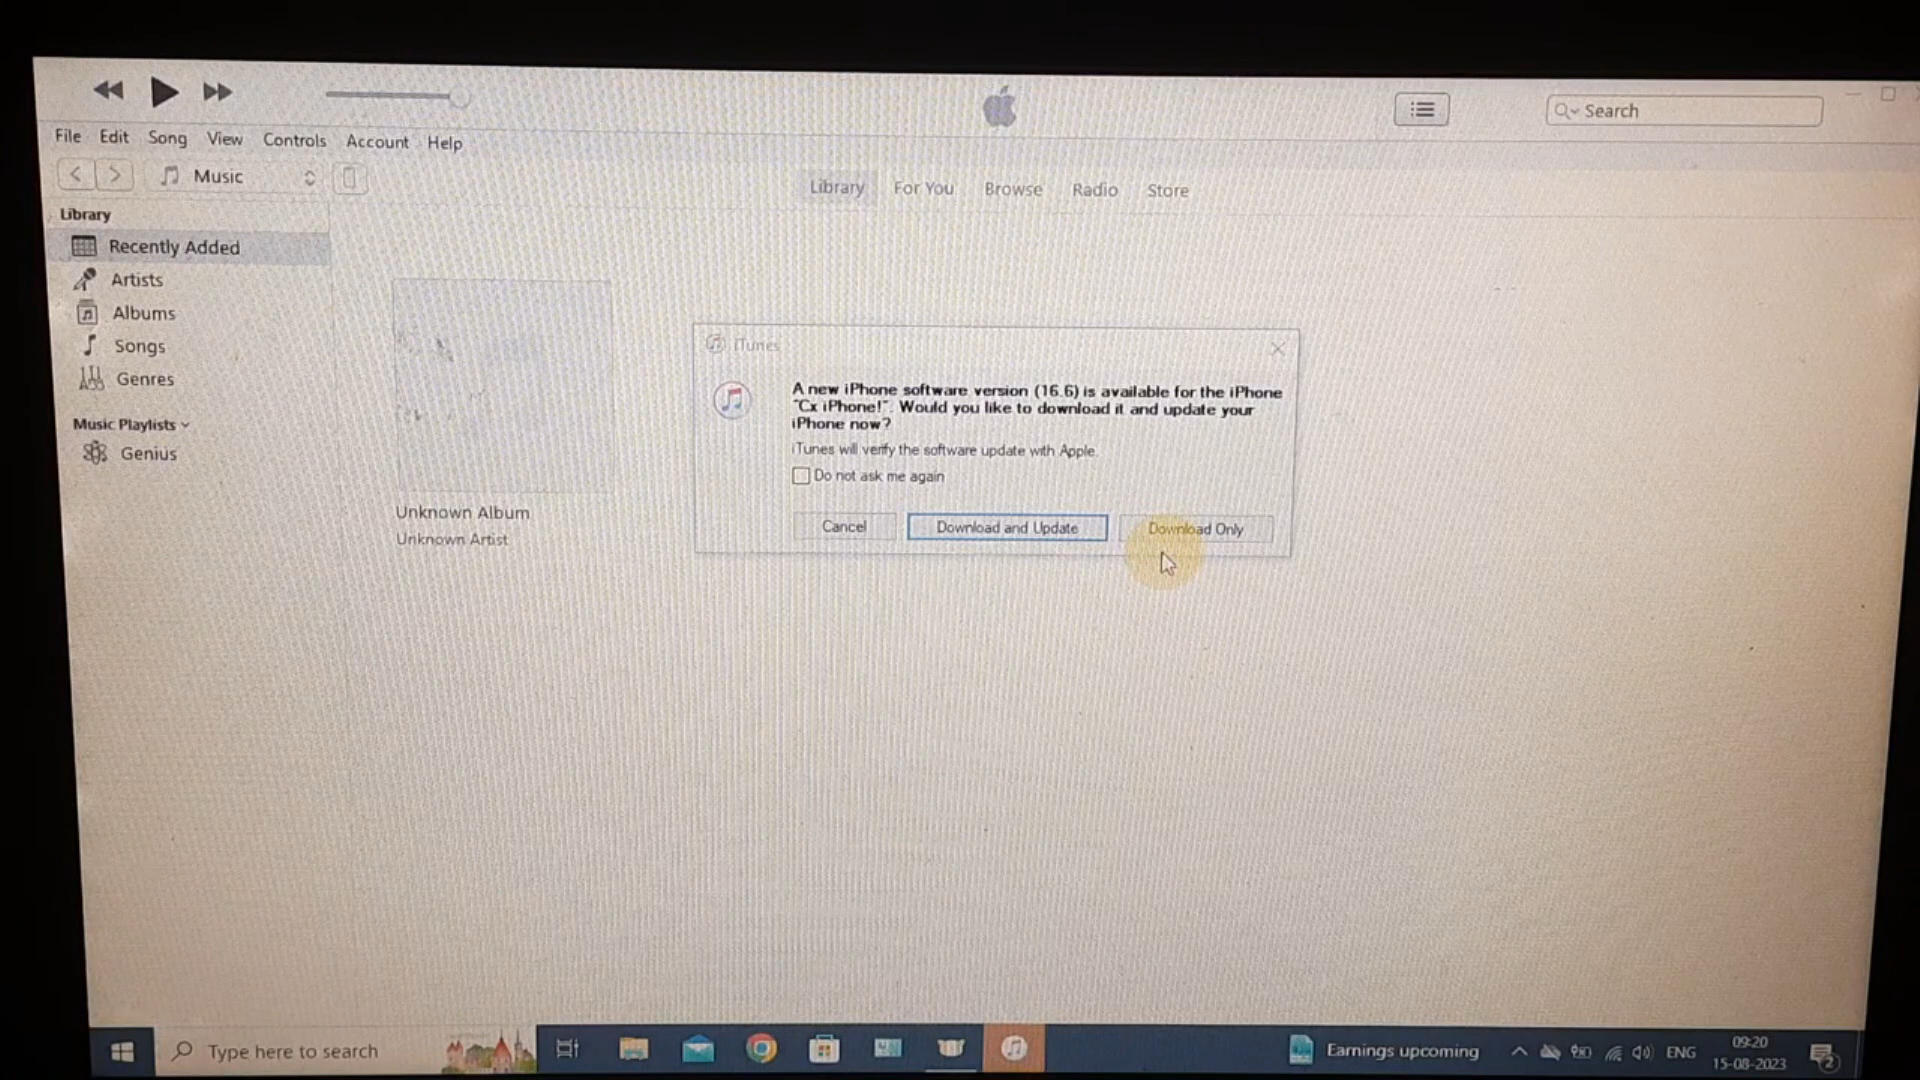 Search
File Edit Song View Controls Account Help
Music
Library For You Browse Radio Store
Library
Recently Added
Artists
Albums
Songs
Genres
Music Playlists
Genius
Unknown Album
Unknown Artist
iTunes
A new iPhone software version (16.6) is available for the iPhone
"Cx iPhone!". Would you like to download it and update your
iPhone now?
iTunes will verify the software update with Apple.
Do not ask me again
Cancel Download and Update Download Only
Type here to search
Earnings upcoming
ENG
09:20
15-08-2023
2